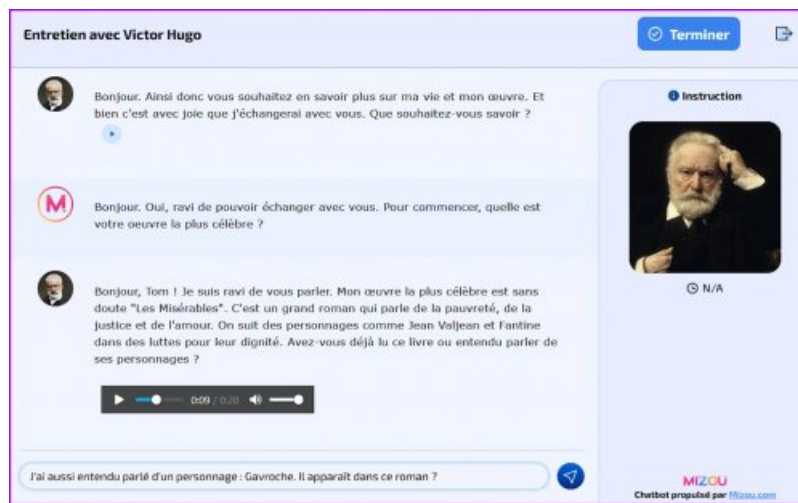 Entretien avec Victor Hugo
Terminer
Bonjour. Ainsi donc vous souhaitez en savoir plus sur ma vie et mon œuvre. Et
bien c'est avec joie que j'échangerai avec vous. Que souhaitez-vous savoir ?
Instruction
M
Bonjour. Oui, ravi de pouvoir échanger avec vous. Pour commencer, quelle est
votre oeuvre la plus célèbre ?
N/A
Bonjour, Tom ! Je suis ravi de vous parler. Mon œuvre la plus célèbre est sans
doute "Les Misérables". C'est un grand roman qui parle de la pauvreté, de la
justice et de l'amour. On suit des personnages comme Jean Valjean et Fantine
dans des luttes pour leur dignité. Avez-vous déjà lu ce livre ou entendu parler de
ses personnages ?
0:09 / 0:20
J'ai aussi entendu parlé d'un personnage : Gavroche. Il apparaît dans ce roman ?
MIZOU
Chatbot propulsé par Mizou.com